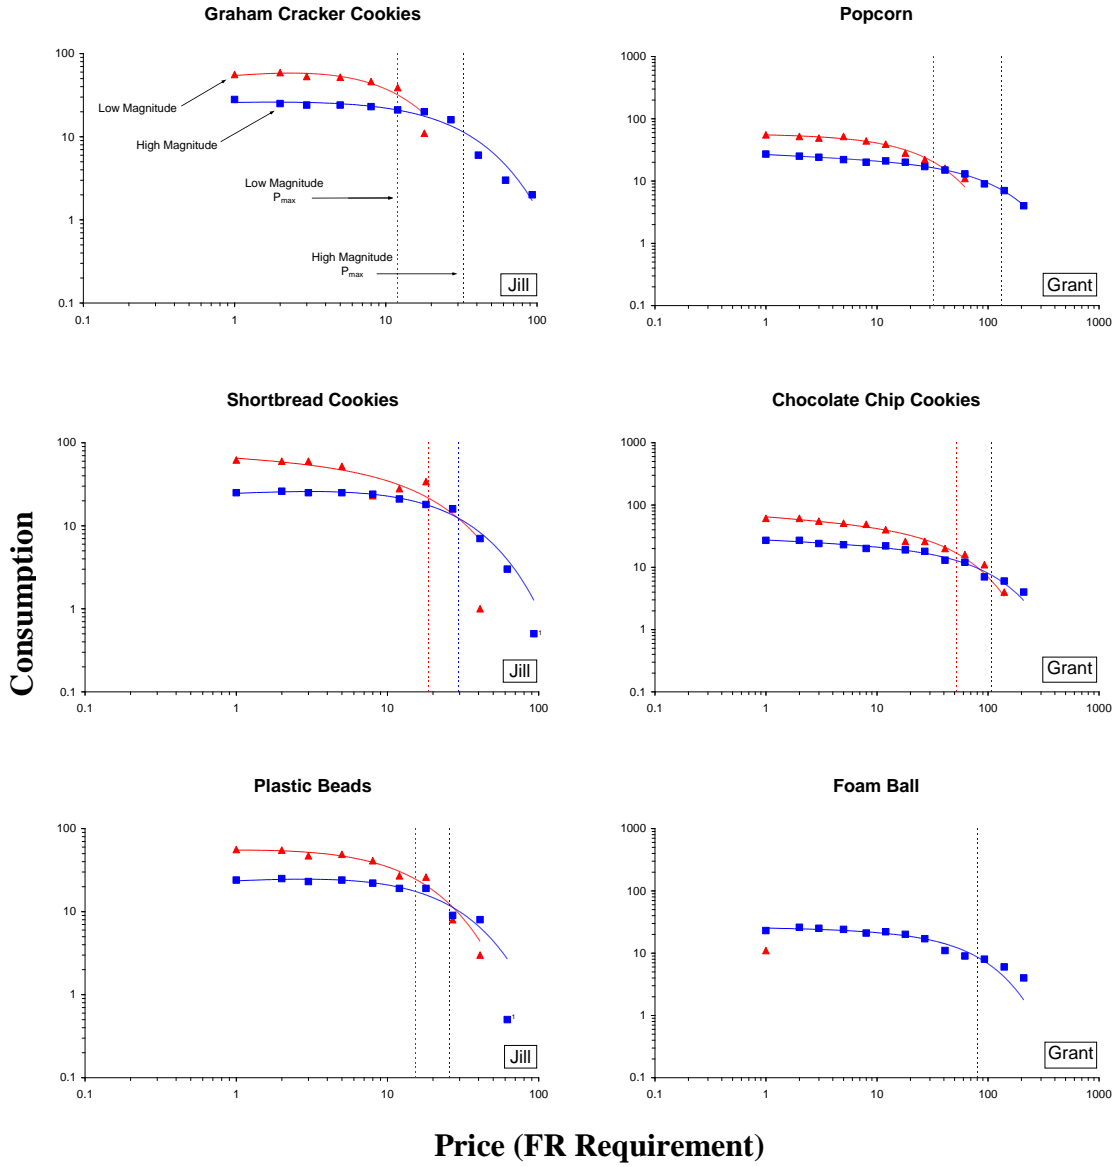 Graham Cracker Cookies
100
10
1
0.1
0.1
1
10
100
Low Magnitude
High Magnitude
Low Magnitude
Pmax
High Magnitude
Pmax
Jill
Popcorn
1000
100
10
1
0.1
0.1
1
10
100
1000
Grant
Shortbread Cookies
100
10
1
0.1
0.1
1
10
100
1
Jill
Chocolate Chip Cookies
1000
100
10
1
0.1
0.1
1
10
100
1000
Grant
Plastic Beads
100
10
1
0.1
0.1
1
10
100
1
Jill
Foam Ball
1000
100
10
1
0.1
0.1
1
10
100
1000
Grant
Consumption
Price (FR Requirement)